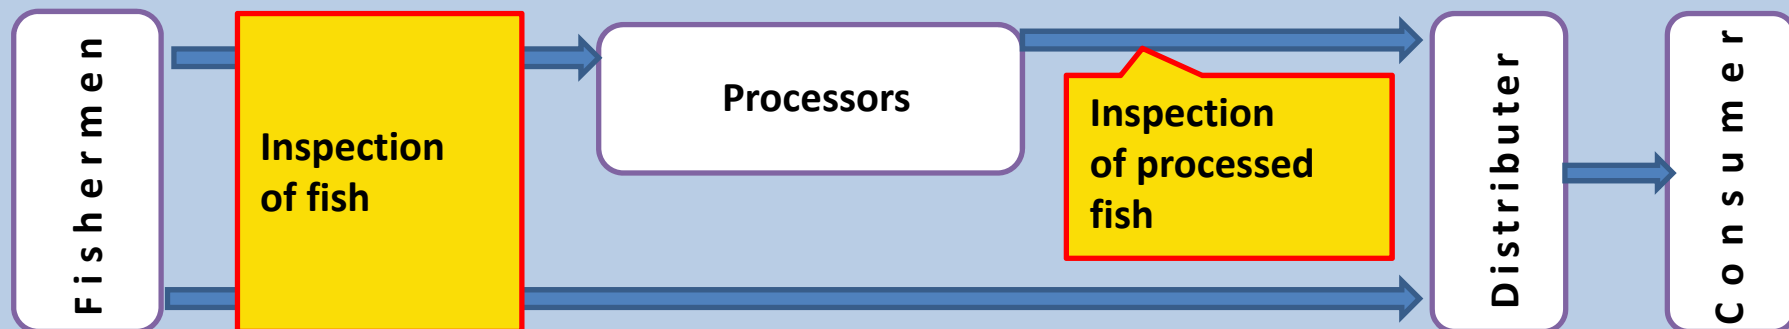 Fishermen
Inspection
of fish
Processors
Inspection
of processed
fish
Distributer
Consumer